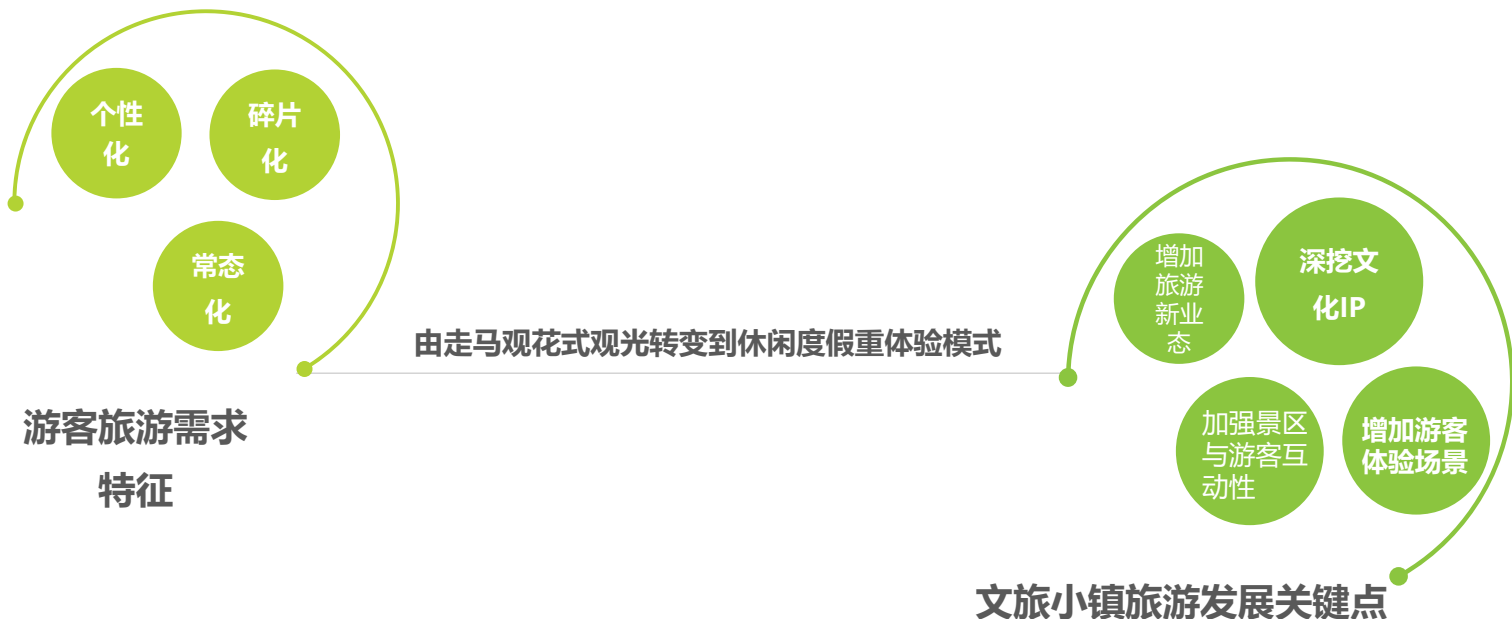 个性
化
碎片
化
常态
化
游客旅游需求
特征
由走马观花式观光转变到休闲度假重体验模式
增加
旅游
新业
态
深挖文
化IP
加强景区
与游客互
动性
增加游客
体验场景
文旅小镇旅游发展关键点